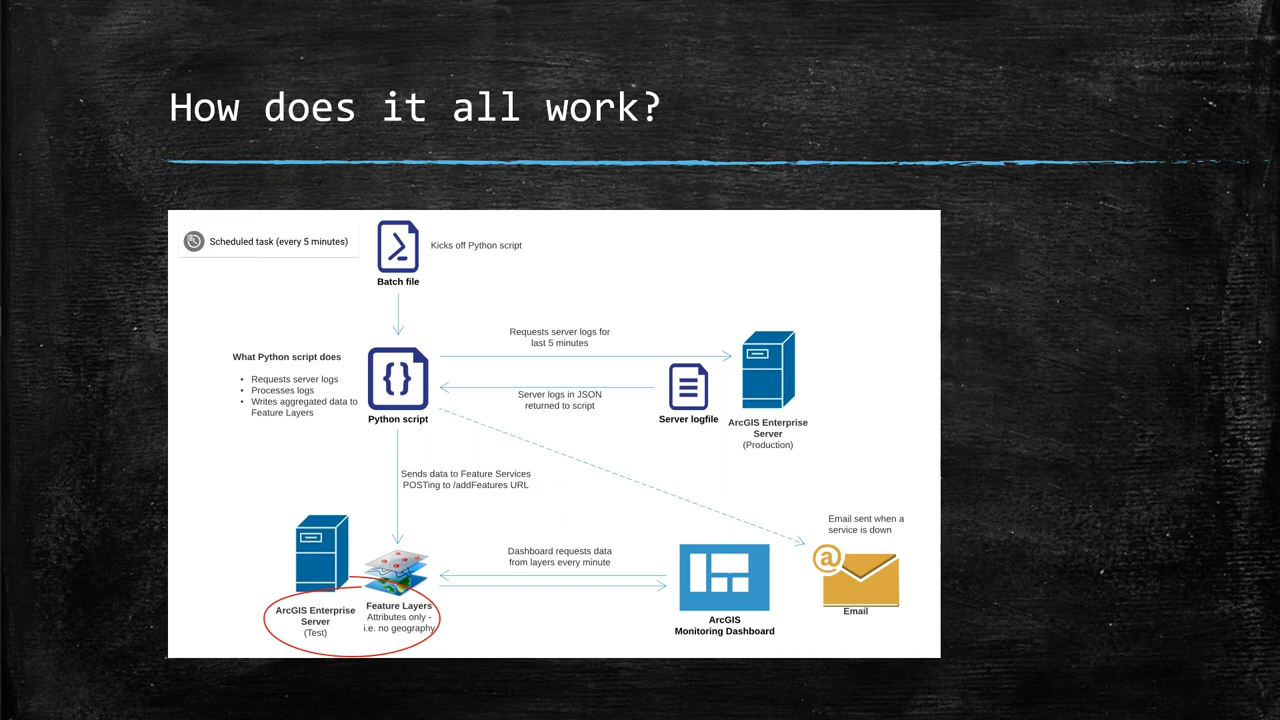 How does it all work?
Scheduled task (every 5 minutes)
Kicks off Python script
Batch file
Requests server logs for
last 5 minutes
What Python script does
• Requests server logs
• Processes logs
• Writes aggregated data to
Feature Layers
{}
Python script
Server logs in JSON
returned to script
Server logfile
ArcGIS Enterprise
Server
(Production)
Sends data to Feature Services
POSTing to /addFeatures URL
Email sent when a
service is down
Dashboard requests data
from layers every minute
@
Email
ArcGIS Enterprise
Server
(Test)
Feature Layers
Attributes only -
i.e. no geography
ArcGIS
Monitoring Dashboard